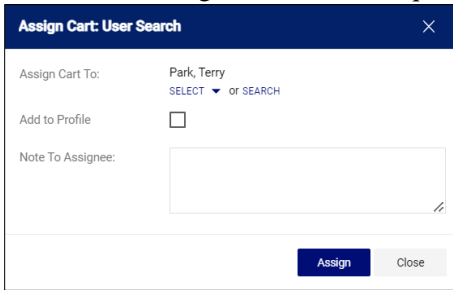 Assign Cart: User Search
Assign Cart To:
Park, Terry
SELECT or SEARCH
Add to Profile
Note To Assignee:
Assign
Close